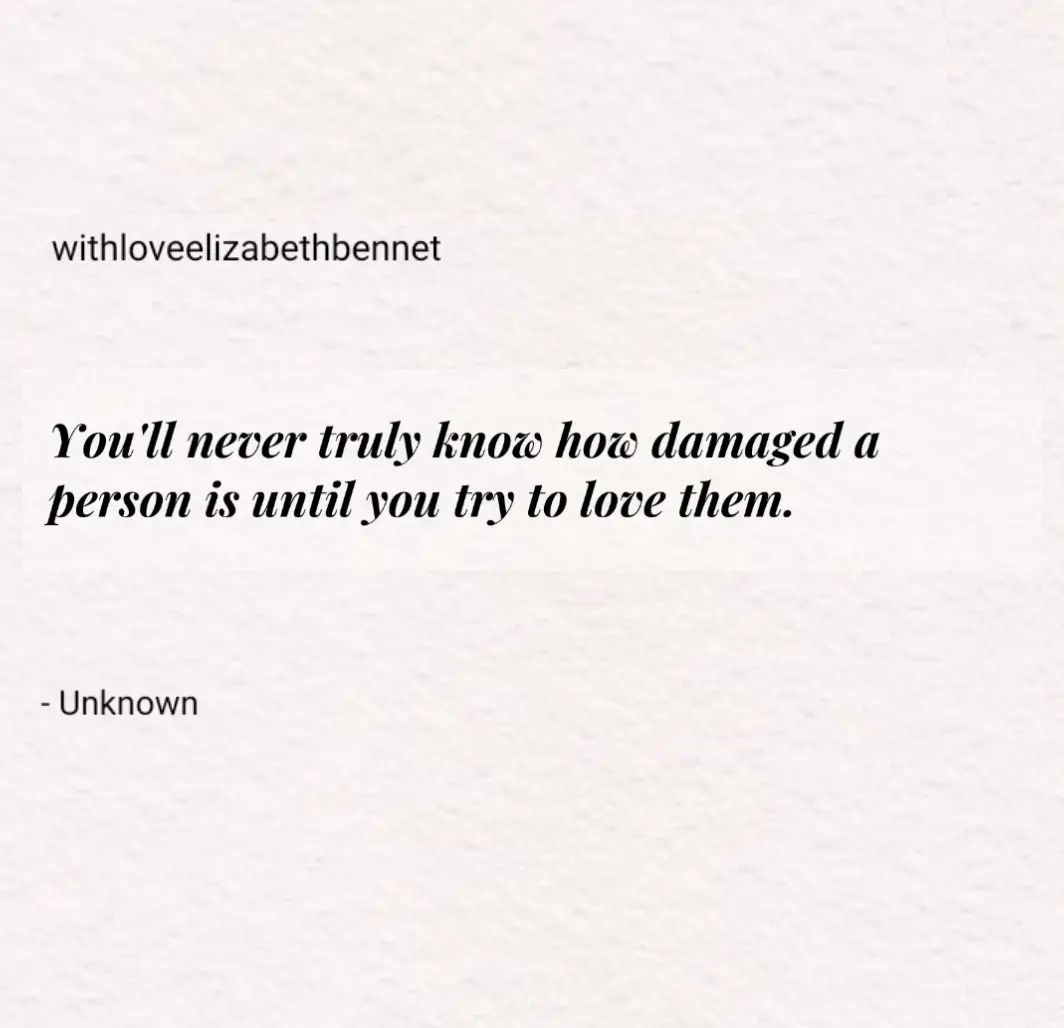 withloveelizabethbennet
You'll never truly know how damaged a
person is until you try to love them.
- Unknown